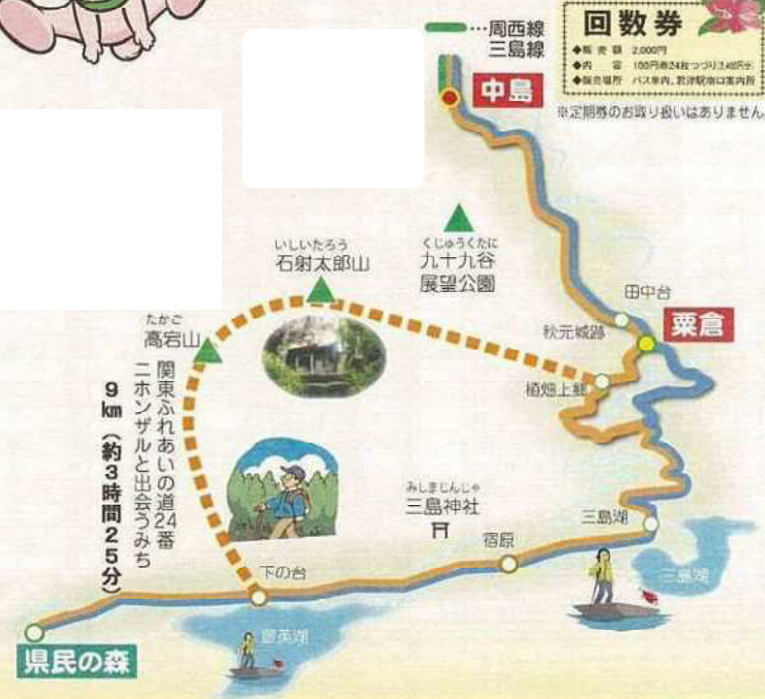 …周西線
三島線
回数券
◆販売額 2,000円
◆内容 100円券24枚つづり
◆販売場所 バス車内、君津駅南口案内所
※定期券のお取り扱いはありません。
中島
いしいたろう
石射太郎山
くじゅうくたに
九十九谷
展望公園
田中台
粟倉
秋元城跡
たかご
高宕山
植畑上郷
関東ふれあいの道24番
ニホンザルと出会うみち
9km（約3時間25分）
みしまじんじゃ
三島神社
三島湖
宿原
三島湖
下の台
豊英湖
県民の森